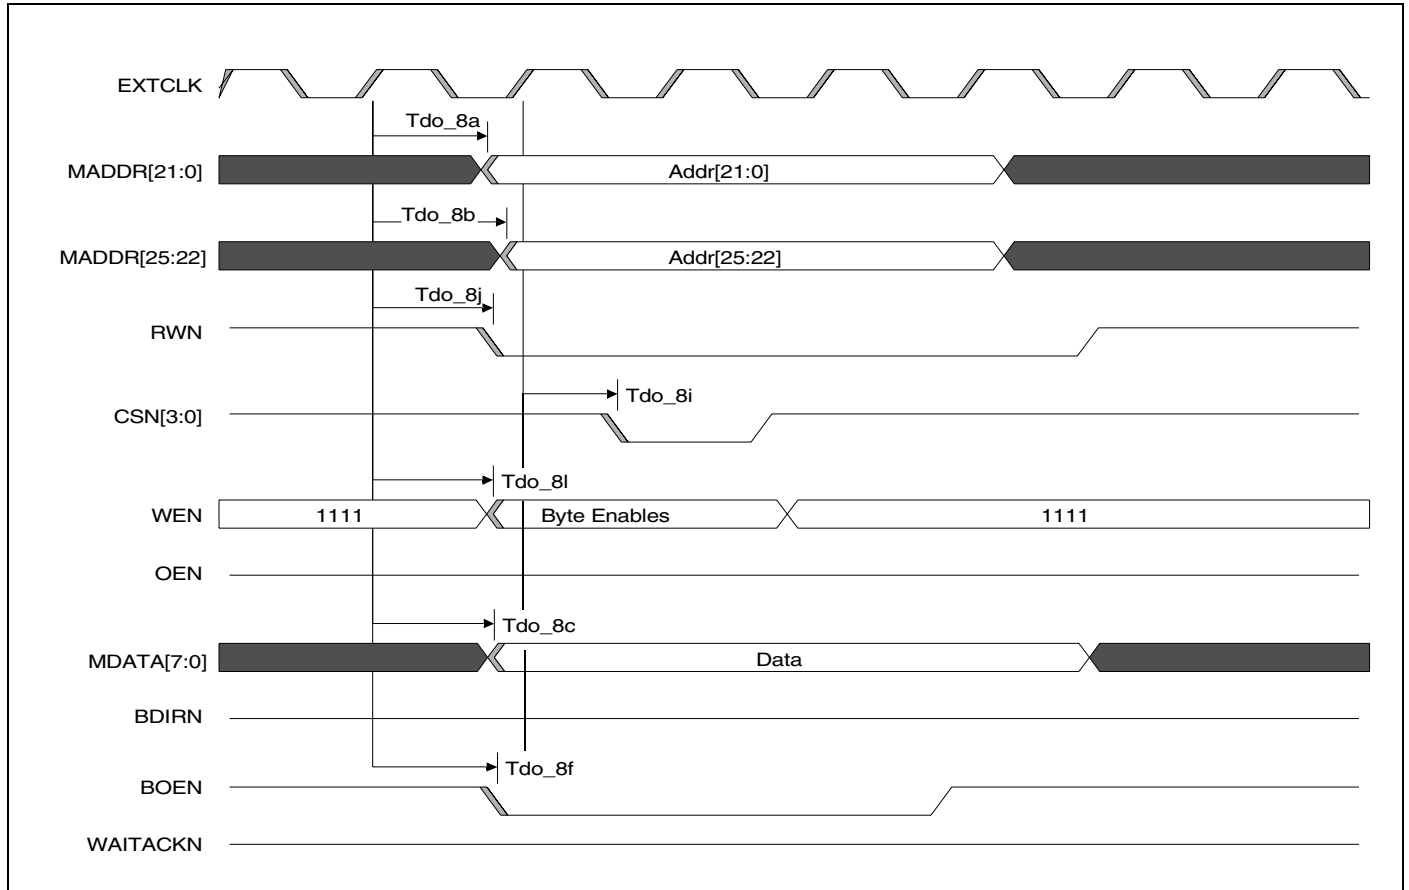 EXTCLK
Tdo_8a
MADDR[21:0] Addr[21:0]
Tdo_8b
MADDR[25:22] Addr[25:22]
Tdo_8j
RWN
Tdo_8i
CSN[3:0]
Tdo_8l
WEN 1111 Byte Enables 1111
OEN
Tdo_8c
MDATA[7:0] Data
BDIRN
Tdo_8f
BOEN
WAITACKN